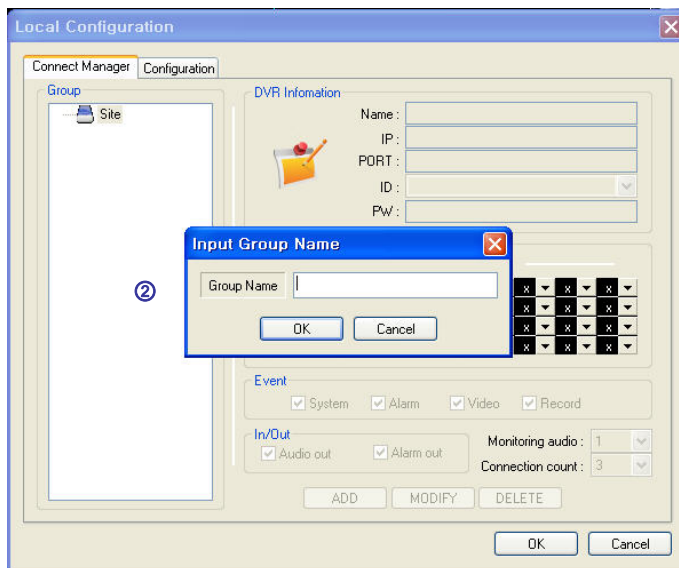 Local Configuration
Connect Manager Configuration
Group
Site
DVR Infomation
Name :
IP :
PORT :
ID :
PW :
Input Group Name
②
Group Name
OK Cancel
x x x
x x x
x x x
x x x
Event
System Alarm Video Record
In/Out
Audio out Alarm out
Monitoring audio : 1
Connection count : 3
ADD MODIFY DELETE
OK Cancel